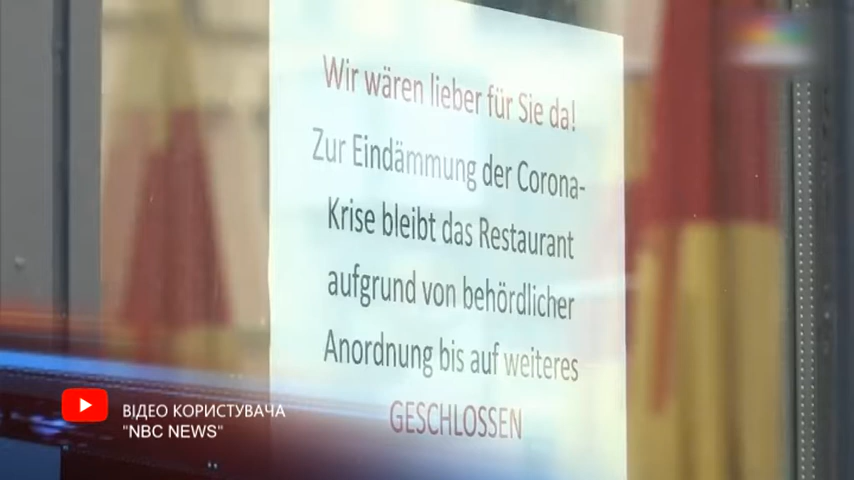 Wir wären lieber für Sie da!
Zur Eindämmung der Corona-
Krise bleibt das Restaurant
aufgrund von behördlicher
Anordnung bis auf weiteres
GESCHLOSSEN
ВІДЕО КОРИСТУВАЧА
"NBC NEWS"